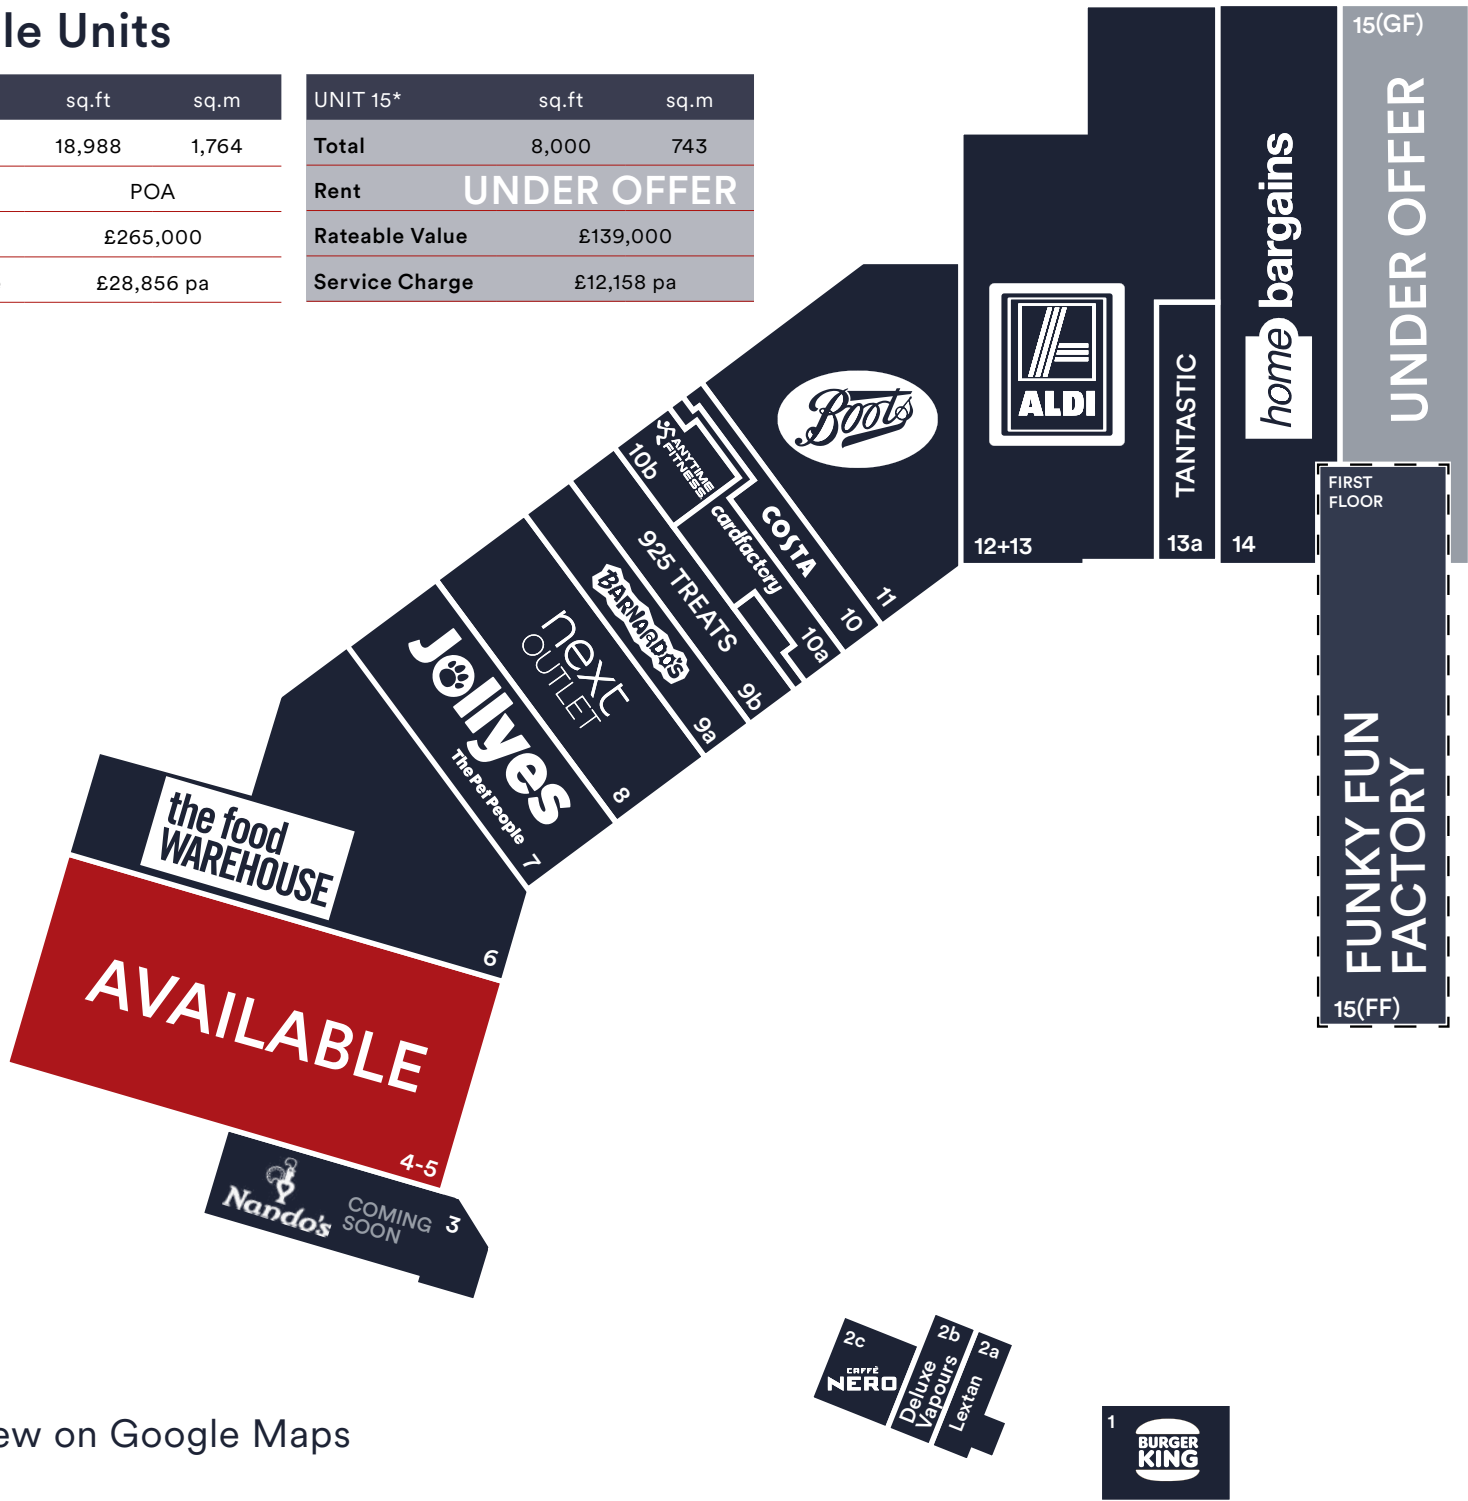 le Units
sq.ft sq.m
18,988 1,764
POA
£265,000
£28,856 pa
UNIT 15* sq.ft sq.m
Total 8,000 743
Rent UNDER OFFER
Rateable Value £139,000
Service Charge £12,158 pa
15(GF)
UNDER OFFER
home bargains
14
TANTASTIC
13a
ALDI
12+13
FIRST
FLOOR
FUNKY FUN
FACTORY
15(FF)
Boots
11
COSTA
10
cardfactory
10a
ANYTIME
FITNESS
10b
925 TREATS
9b
BARNARDO'S
9a
next
OUTLET
8
Jollyes
The Pet People
7
the food
WAREHOUSE
6
AVAILABLE
4-5
Nando's
COMING
SOON
3
2c
CAFFÈ
NERO
2b
Deluxe
Vapours
2a
Lextan
1
BURGER
KING
ew on Google Maps